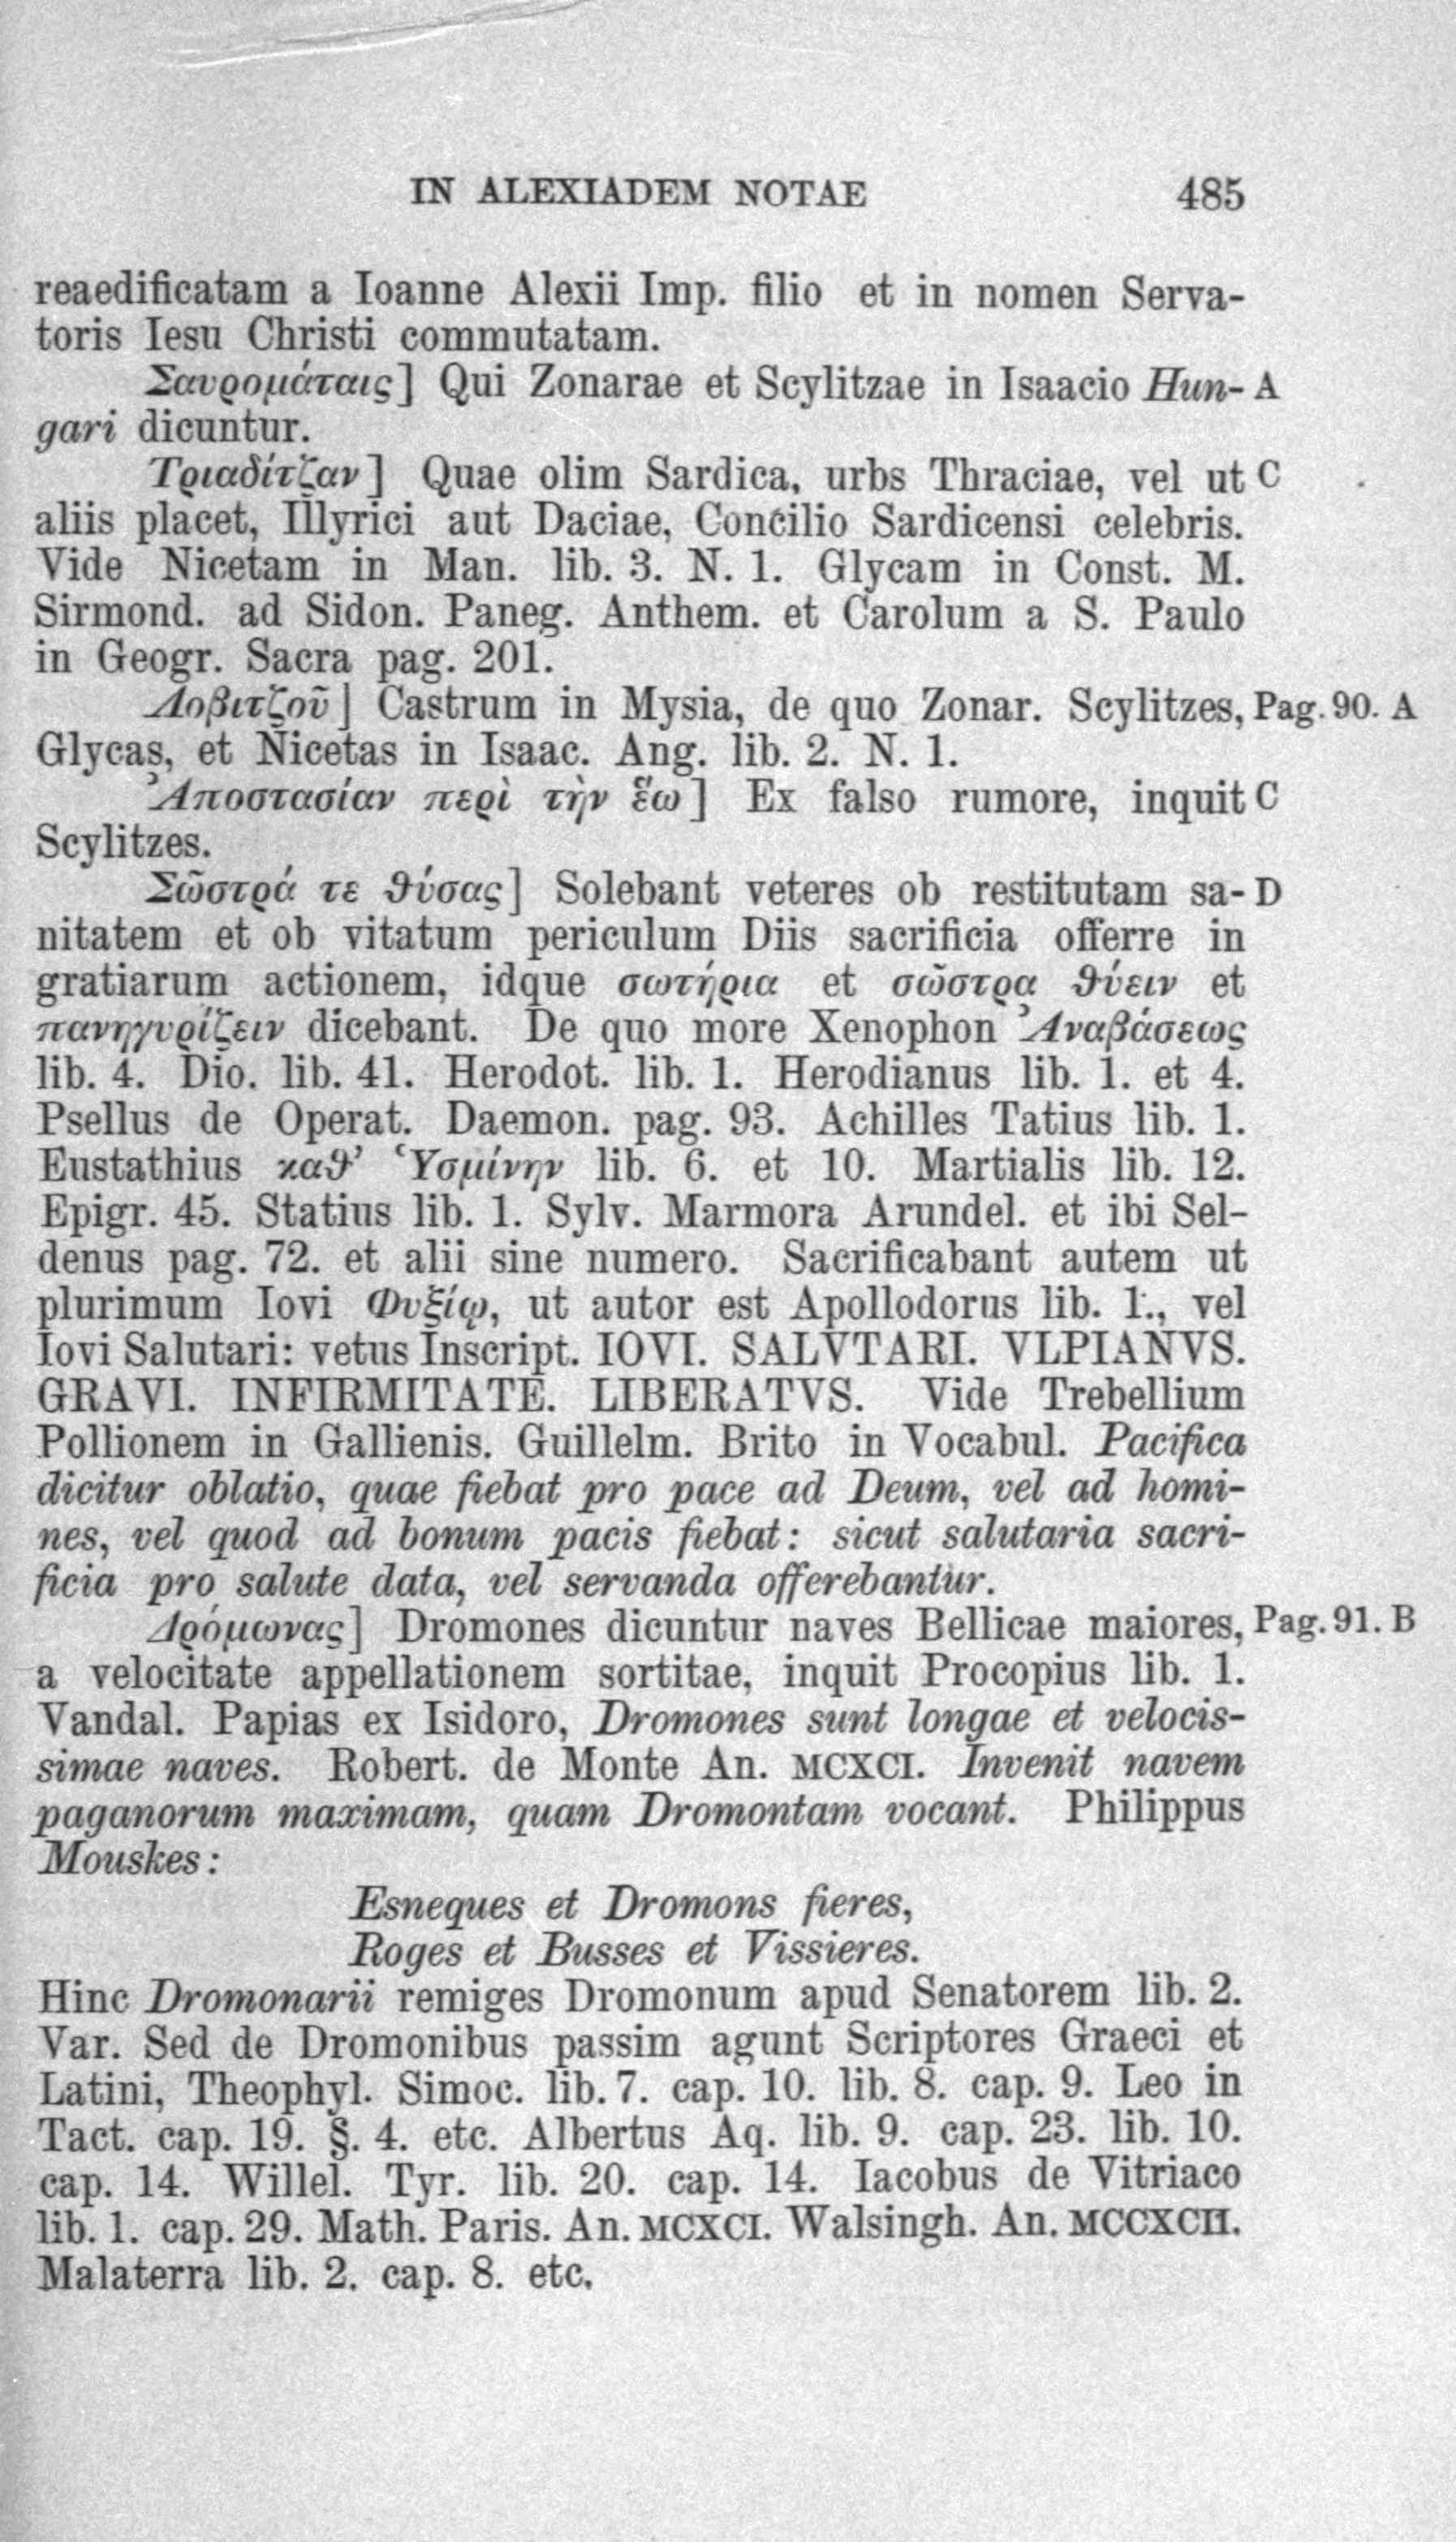 IN ALEXIADEM NOTAE 485
reaedificatam a Ioanne Alexii Imp. filio et in nomen Serva-
toris Iesu Christi commutatam.
Σαυρομάταις] Qui Zonarae et Scylitzae in Isaacio Hun- A
gari dicuntur.
Τριαδίτζαν] Quae olim Sardica, urbs Thraciae, vel ut C
aliis placet, Illyrici aut Daciae, Concilio Sardicensi celebris.
Vide Nicetam in Man. lib. 3. N. 1. Glycam in Const. M.
Sirmond. ad Sidon. Paneg. Anthem. et Carolum a S. Paulo
in Geogr. Sacra pag. 201.
Λοβιτζοῦ] Castrum in Mysia, de quo Zonar. Scylitzes, Pag. 90. A
Glycas, et Nicetas in Isaac. Ang. lib. 2. N. 1.
Ἀποστασίαν περὶ τὴν ἕω] Ex falso rumore, inquit C
Scylitzes.
Σῶστρά τε θύσας] Solebant veteres ob restitutam sa- D
nitatem et ob vitatum periculum Diis sacrificia offerre in
gratiarum actionem, idque σωτήρια et σῶστρα θύειν et
πανηγυρίζειν dicebant. De quo more Xenophon Ἀναβάσεως
lib. 4. Dio. lib. 41. Herodot. lib. 1. Herodianus lib. 1. et 4.
Psellus de Operat. Daemon. pag. 93. Achilles Tatius lib. 1.
Eustathius καθ’ Ὑσμίνην lib. 6. et 10. Martialis lib. 12.
Epigr. 45. Statius lib. 1. Sylv. Marmora Arundel. et ibi Sel-
denus pag. 72. et alii sine numero. Sacrificabant autem ut
plurimum Iovi Φυξίῳ, ut autor est Apollodorus lib. 1., vel
Iovi Salutari: vetus Inscript. IOVI. SALVTARI. VLPIANVS.
GRAVI. INFIRMITATE. LIBERATVS. Vide Trebellium
Pollionem in Gallienis. Guillelm. Brito in Vocabul. Pacifica
dicitur oblatio, quae fiebat pro pace ad Deum, vel ad homi-
nes, vel quod ad bonum pacis fiebat: sicut salutaria sacri-
ficia pro salute data, vel servanda offerebantur.
Δρόμωνας] Dromones dicuntur naves Bellicae maiores, Pag. 91. B
a velocitate appellationem sortitae, inquit Procopius lib. 1.
Vandal. Papias ex Isidoro, Dromones sunt longae et velocis-
simae naves. Robert. de Monte An. MCXCI. Invenit navem
paganorum maximam, quam Dromontam vocant. Philippus
Mouskes:
Esneques et Dromons fieres,
Roges et Busses et Vissieres.
Hinc Dromonarii remiges Dromonum apud Senatorem lib. 2.
Var. Sed de Dromonibus passim agunt Scriptores Graeci et
Latini, Theophyl. Simoc. lib. 7. cap. 10. lib. 8. cap. 9. Leo in
Tact. cap. 19. §. 4. etc. Albertus Aq. lib. 9. cap. 23. lib. 10.
cap. 14. Willel. Tyr. lib. 20. cap. 14. Iacobus de Vitriaco
lib. 1. cap. 29. Math. Paris. An. MCXCI. Walsingh. An. MCCXCII.
Malaterra lib. 2. cap. 8. etc.